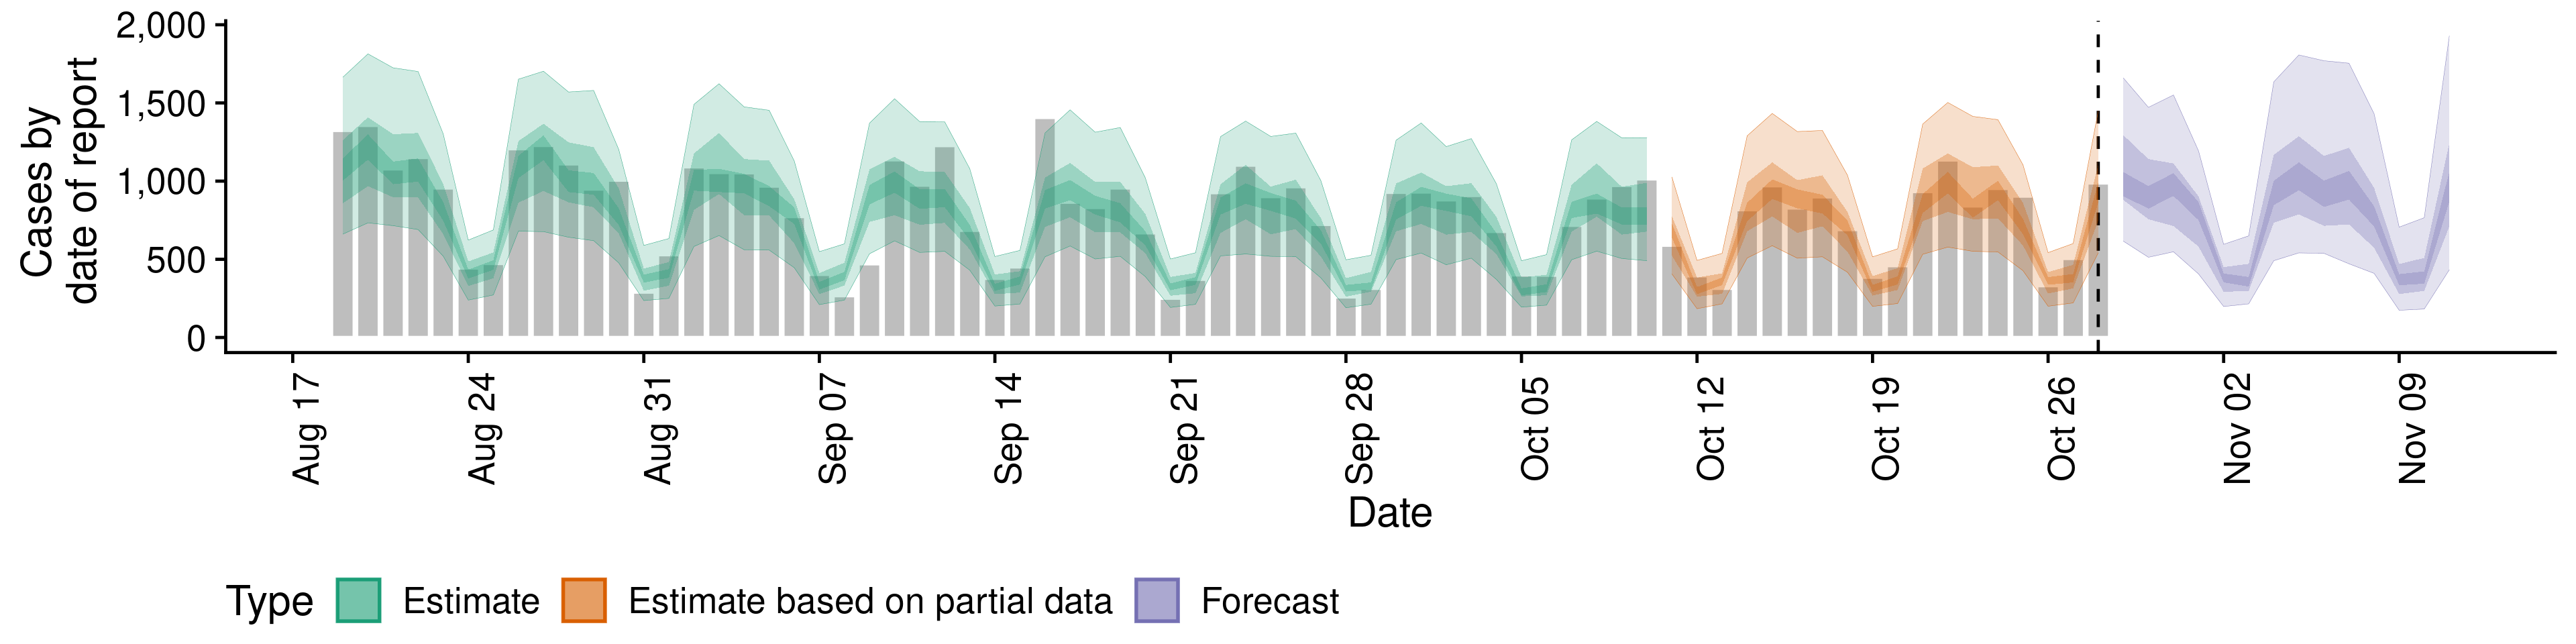 Cases by
date of report
2,000
1,500
1,000
500
0
Aug 17
Aug 24
Aug 31
Sep 07
Sep 14
Sep 21
Sep 28
Oct 05
Oct 12
Oct 19
Oct 26
Nov 02
Nov 09
Date
Type Estimate Estimate based on partial data Forecast